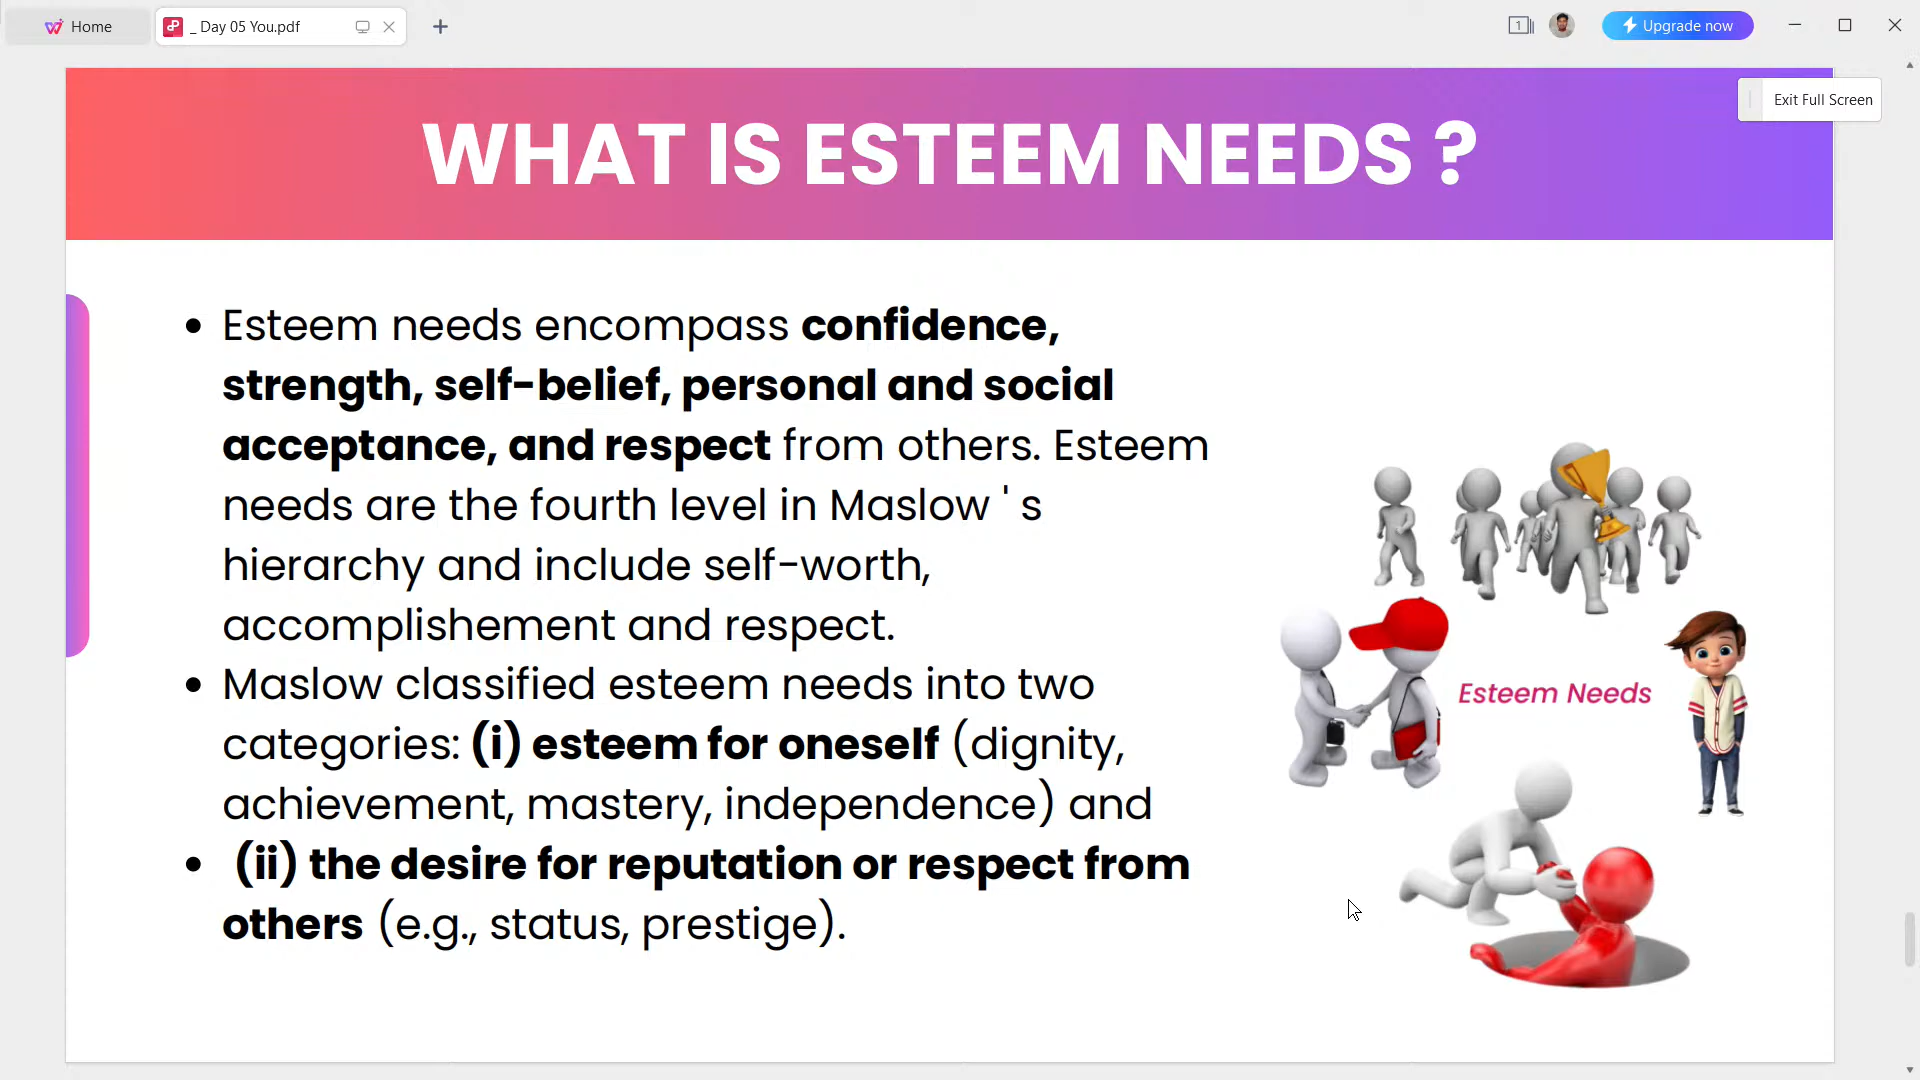 Home
_ Day 05 You.pdf
1
Upgrade now
Exit Full Screen
WHAT IS ESTEEM NEEDS ?
• Esteem needs encompass confidence,
strength, self-belief, personal and social
acceptance, and respect from others. Esteem
needs are the fourth level in Maslow ' s
hierarchy and include self-worth,
accomplishement and respect.
• Maslow classified esteem needs into two
categories: (i) esteem for oneself (dignity,
achievement, mastery, independence) and
• (ii) the desire for reputation or respect from
others (e.g., status, prestige).
Esteem Needs